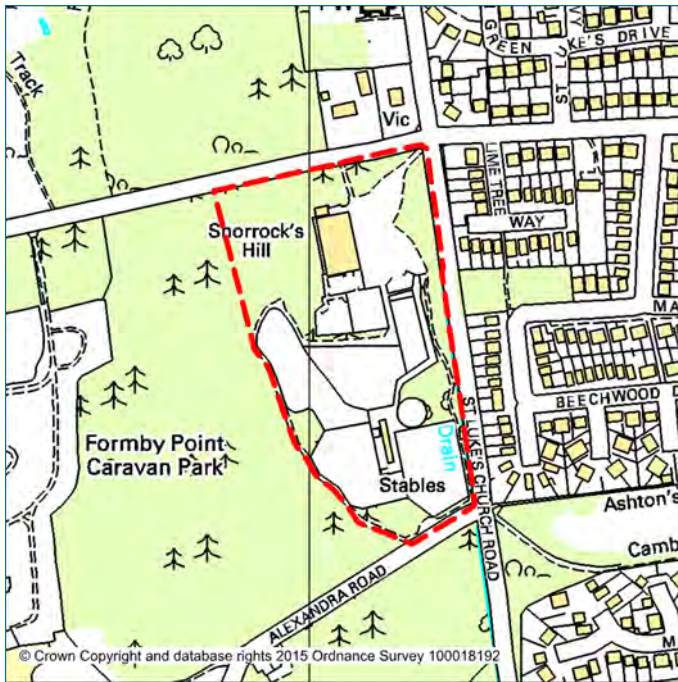 GREEN
ST LUKE'S DRIVE
Track
Vic
LIME TREE
WAY
Shorrock's
Hill
MA
BEECHWOOD D
ST LUKE'S CHURCH ROAD
Drain
Formby Point
Caravan Park
Stables
Ashton's
Camb
ALEXANDRA ROAD
M
© Crown Copyright and database rights 2015 Ordnance Survey 100018192